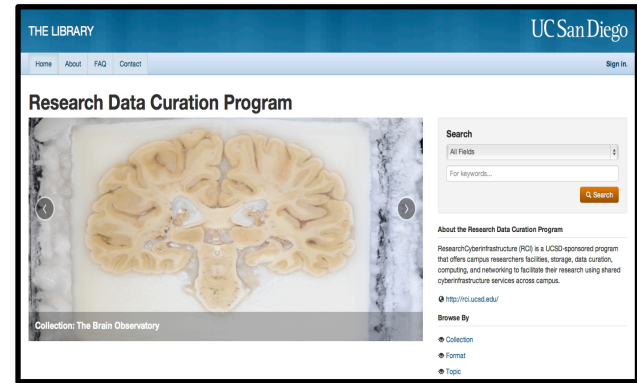 THE LIBRARY
UC San Diego
Home About FAQ Contact
Sign in.
Research Data Curation Program
Collection: The Brain Observatory
Search
All Fields
For keywords...
Search
About the Research Data Curation Program
ResearchCyberinfrastructure (RCI) is a UCSD-sponsored program
that offers campus researchers facilities, storage, data curation,
computing, and networking to facilitate their research using shared
cyberinfrastructure services across campus.
http://rci.ucsd.edu/
Browse By
Collection
Format
Topic